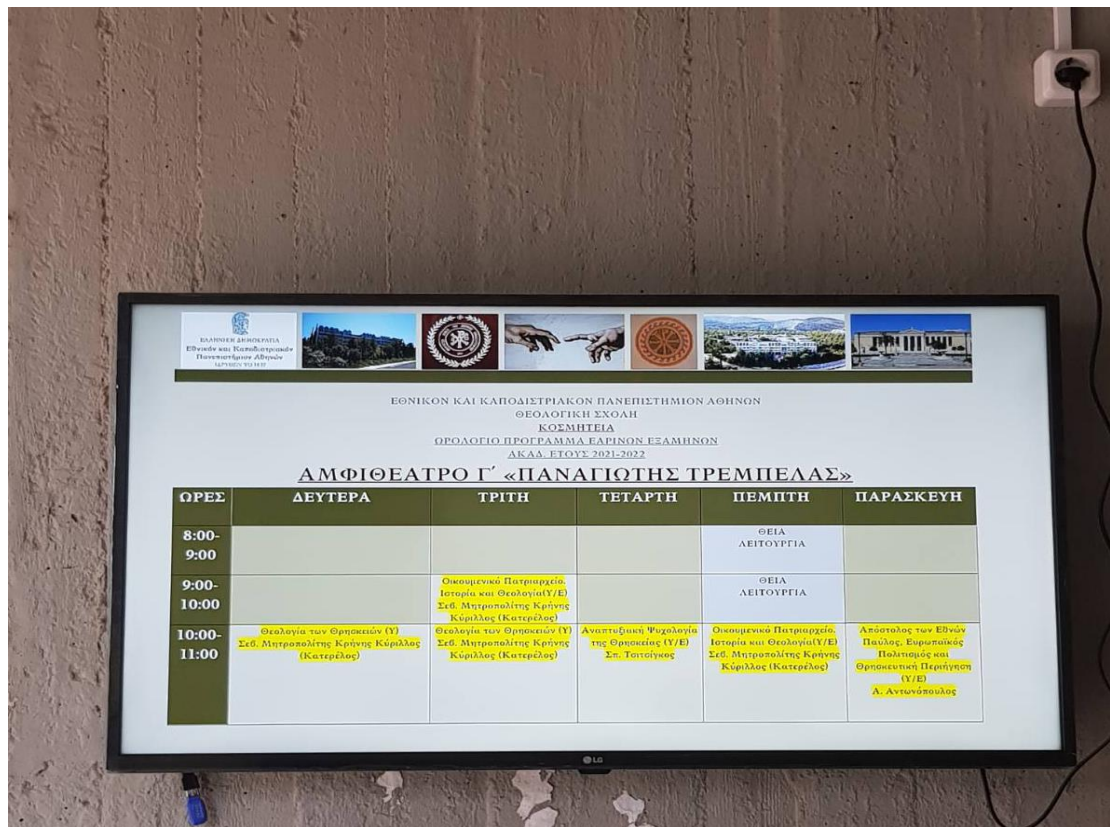 ΕΛΛΗΝΙΚΗ ΔΗΜΟΚΡΑΤΙΑ
Εθνικόν και Καποδιστριακόν
Πανεπιστήμιον Αθηνών
ΙΔΡΥΘΕΝ ΤΟ 1837
ΕΘΝΙΚΟΝ ΚΑΙ ΚΑΠΟΔΙΣΤΡΙΑΚΟΝ ΠΑΝΕΠΙΣΤΗΜΙΟΝ ΑΘΗΝΩΝ
ΘΕΟΛΟΓΙΚΗ ΣΧΟΛΗ
ΚΟΣΜΗΤΕΙΑ
ΩΡΟΛΟΓΙΟ ΠΡΟΓΡΑΜΜΑ ΕΑΡΙΝΩΝ ΕΞΑΜΗΝΩΝ
ΑΚΑΔ. ΕΤΟΥΣ 2021-2022
ΑΜΦΙΘΕΑΤΡΟ Γ΄ «ΠΑΝΑΓΙΩΤΗΣ ΤΡΕΜΠΕΛΑΣ»
ΩΡΕΣ ΔΕΥΤΕΡΑ ΤΡΙΤΗ ΤΕΤΑΡΤΗ ΠΕΜΠΤΗ ΠΑΡΑΣΚΕΥΗ
8:00-
9:00
ΘΕΙΑ
ΛΕΙΤΟΥΡΓΙΑ
9:00-
10:00
Οικουμενικό Πατριαρχείο.
Ιστορία και Θεολογία(Υ/Ε)
Σεβ. Μητροπολίτης Κρήνης
Κύριλλος (Κατερέλος)
ΘΕΙΑ
ΛΕΙΤΟΥΡΓΙΑ
10:00-
11:00
Θεολογία των Θρησκειών (Υ)
Σεβ. Μητροπολίτης Κρήνης Κύριλλος
(Κατερέλος)
Θεολογία των Θρησκειών (Υ)
Σεβ. Μητροπολίτης Κρήνης
Κύριλλος (Κατερέλος)
Αναπτυξιακή Ψυχολογία
της Θρησκείας (Υ/Ε)
Σπ. Τσιτσίγκος
Οικουμενικό Πατριαρχείο.
Ιστορία και Θεολογία(Υ/Ε)
Σεβ. Μητροπολίτης Κρήνης
Κύριλλος (Κατερέλος)
Απόστολος των Εθνών
Παύλος, Ευρωπαϊκός
Πολιτισμός και
Θρησκευτική Περιήγηση
(Υ/Ε)
Α. Αντωνόπουλος
LG